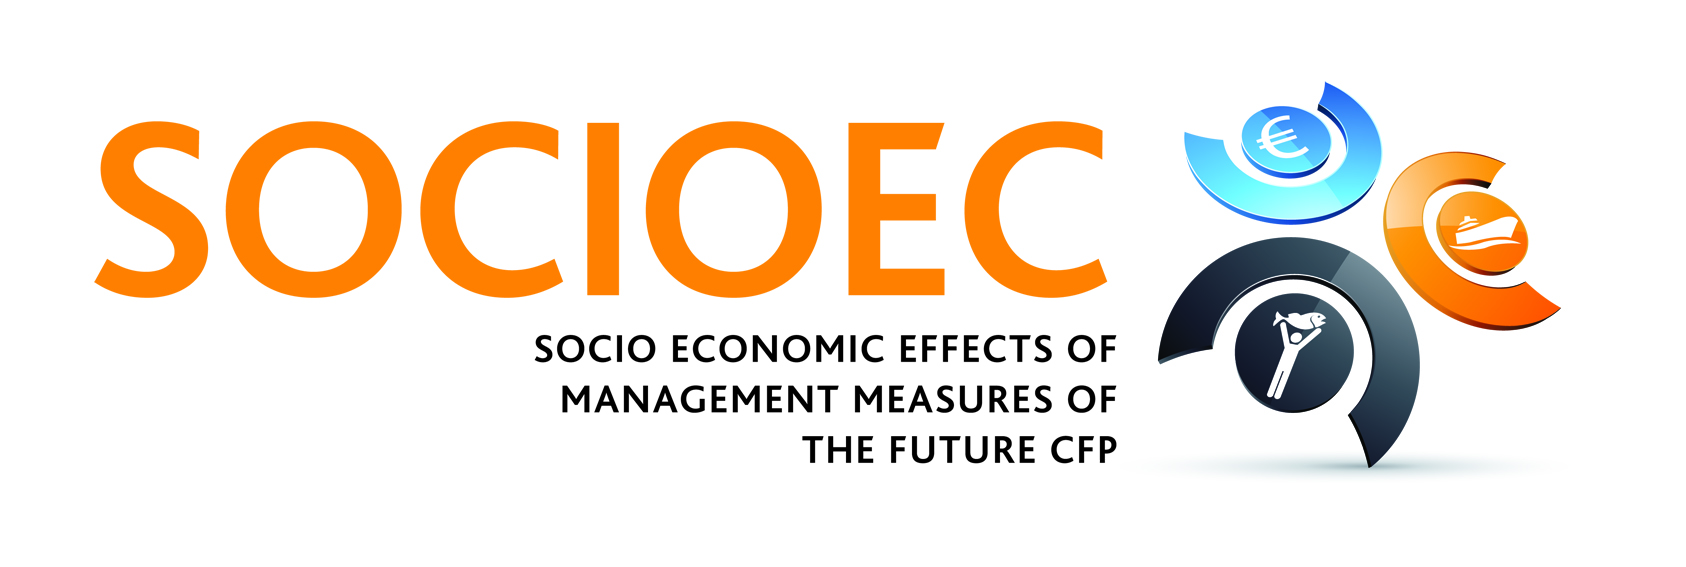 SOCIOEC
€
SOCIO ECONOMIC EFFECTS OF
MANAGEMENT MEASURES OF
THE FUTURE CFP